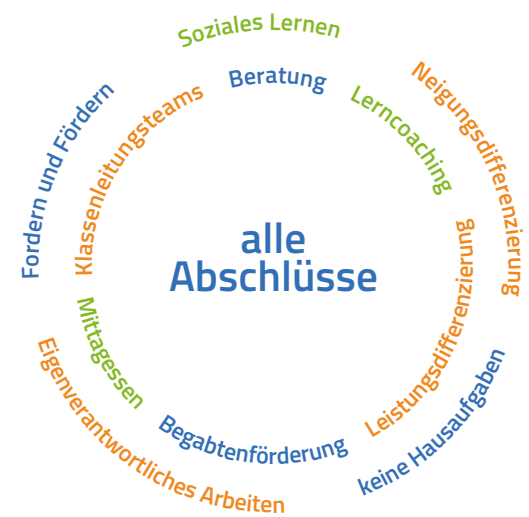 Soziales Lernen
Neigungsdifferenzierung
keine Hausaufgaben
Eigenverantwortliches Arbeiten
Fordern und Fördern
Beratung
Lerncoaching
Leistungsdifferenzierung
Begabtenförderung
Mittagessen
Klassenleitungsteams
alle
Abschlüsse